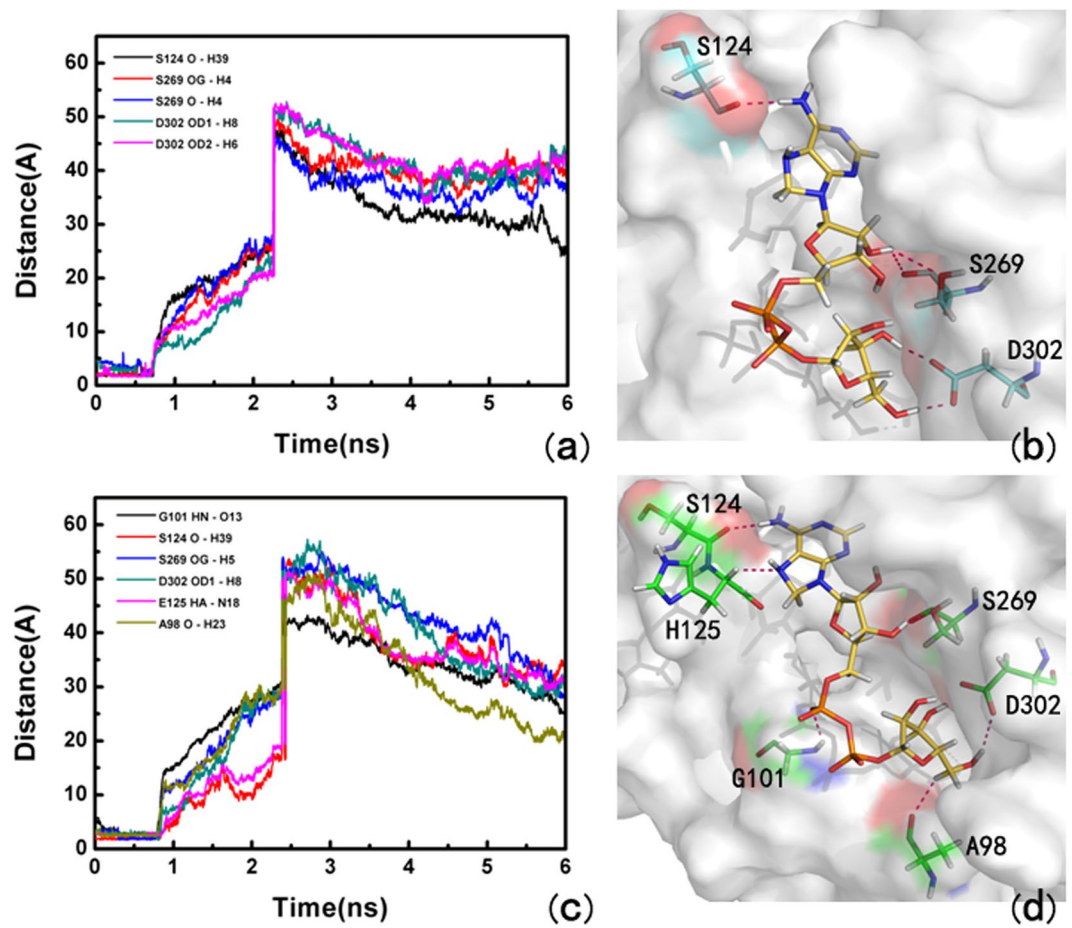 60
50
40
30
20
10
0
Distance(A)
S124 O - H39
S269 OG - H4
S269 O - H4
D302 OD1 - H8
D302 OD2 - H6
0 1 2 3 4 5 6
Time(ns)
(a)
S124
S269
D302
(b)
60
50
40
30
20
10
0
Distance(A)
G101 HN - O13
S124 O - H39
S269 OG - H5
D302 OD1 - H8
E125 HA - N18
A98 O - H23
0 1 2 3 4 5 6
Time(ns)
(c)
S124
H125
S269
D302
G101
A98
(d)